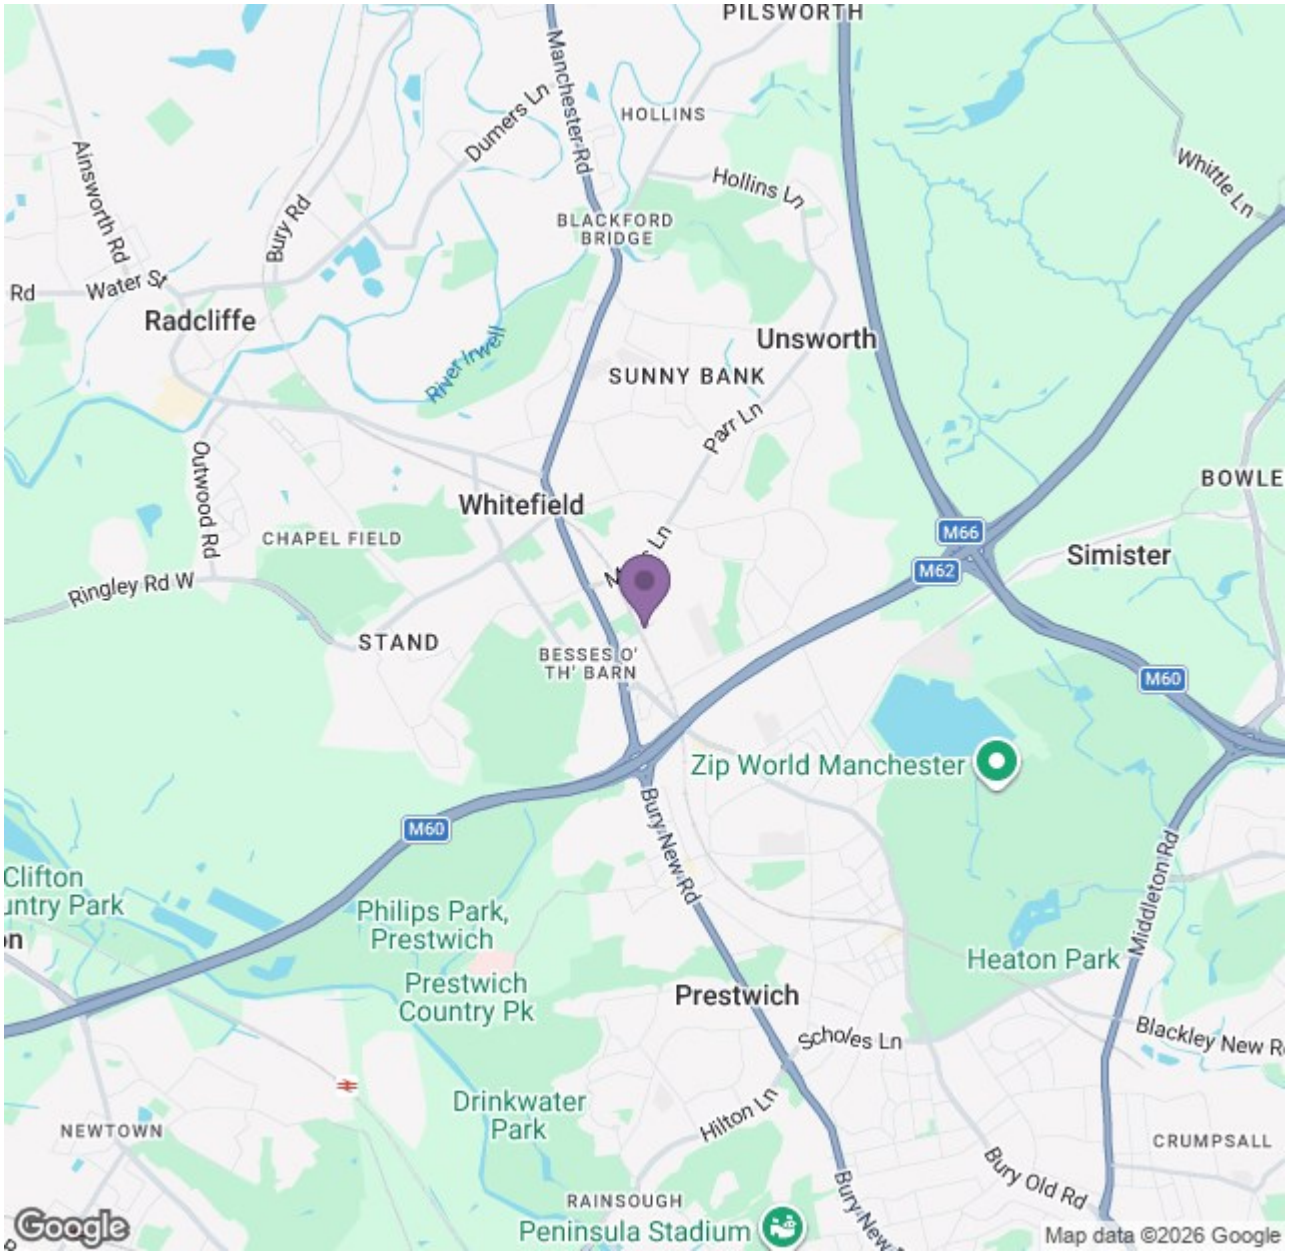 PILSWORTH
Manchester Rd
Dumers Ln
HOLLINS
Ainsworth Rd
Hollins Ln
Whittle Ln
Bury Rd
BLACKFORD
BRIDGE
Rd
Water St
Radcliffe
River Irwell
Unsworth
SUNNY BANK
Parr Ln
Outwood Rd
BOWLE
Whitefield
CHAPEL FIELD
M66
M62
Simister
Ringley Rd W
Ln
STAND
BESSES O'
TH' BARN
M60
Zip World Manchester
M60
Bury New Rd
Middleton Rd
Clifton
untry Park
Philips Park,
Prestwich
on
Heaton Park
Prestwich
Country Pk
Prestwich
Scholes Ln
Blackley New R
Drinkwater
Park
Hilton Ln
NEWTOWN
CRUMPSALL
Bury Old Rd
RAINSOUGH
Bury New
Peninsula Stadium
Google
Map data ©2026 Google